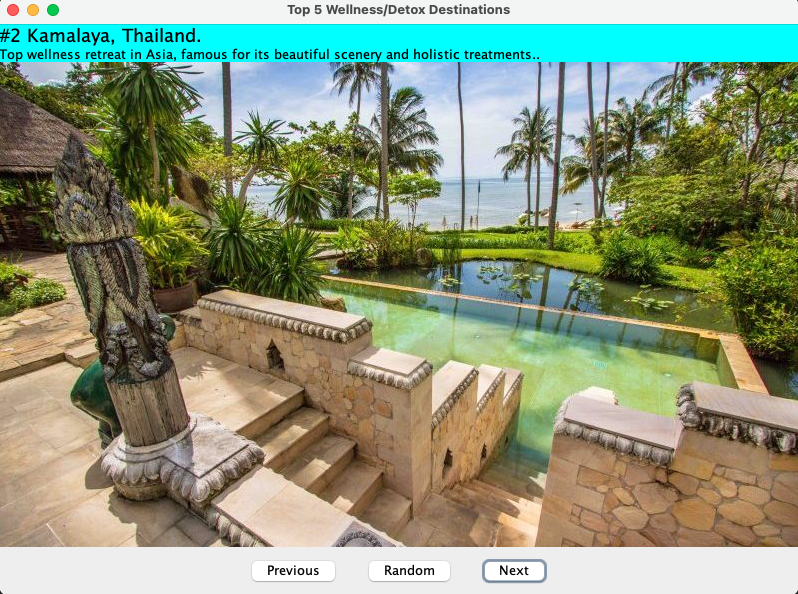 Top 5 Wellness/Detox Destinations
#2 Kamalaya, Thailand.
Top wellness retreat in Asia, famous for its beautiful scenery and holistic treatments..
Previous
Random
Next